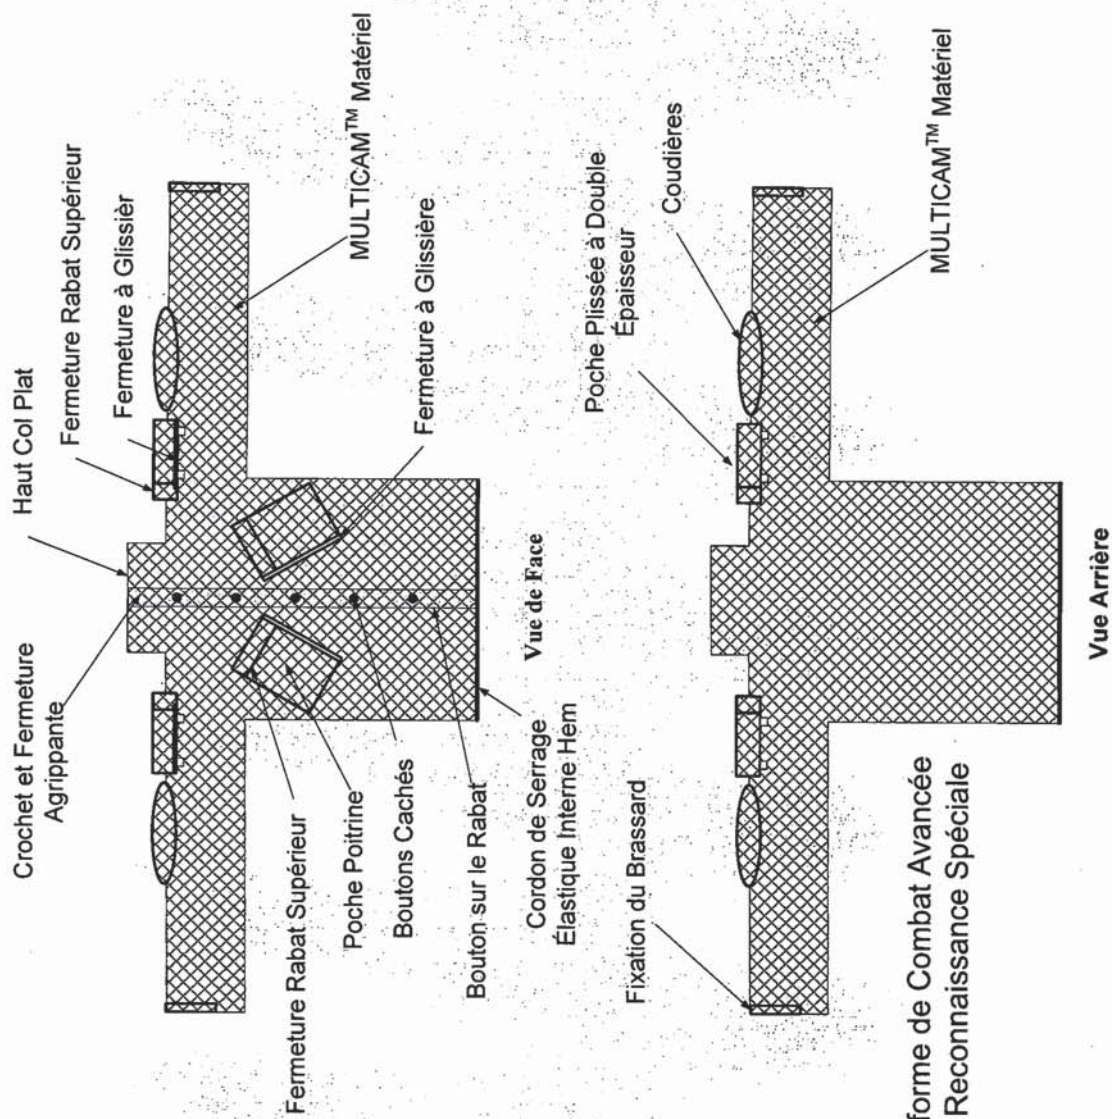 Haut Col Plat
Crochet et Fermeture
Agrippante
Fermeture Rabat Supérieur
Fermeture à Glissier
MULTICAM™ Matériel
Fermeture à Glissière
Fermeture Rabat Supérieur
Poche Poitrine
Boutons Cachés
Bouton sur le Rabat
Cordon de Serrage
Élastique Interne Hem
Vue de Face
Fixation du Brassard
Poche Plissée à Double
Épaisseur
Coudières
MULTICAM™ Matériel
Vue Arrière
forme de Combat Avancée
Reconnaissance Spéciale